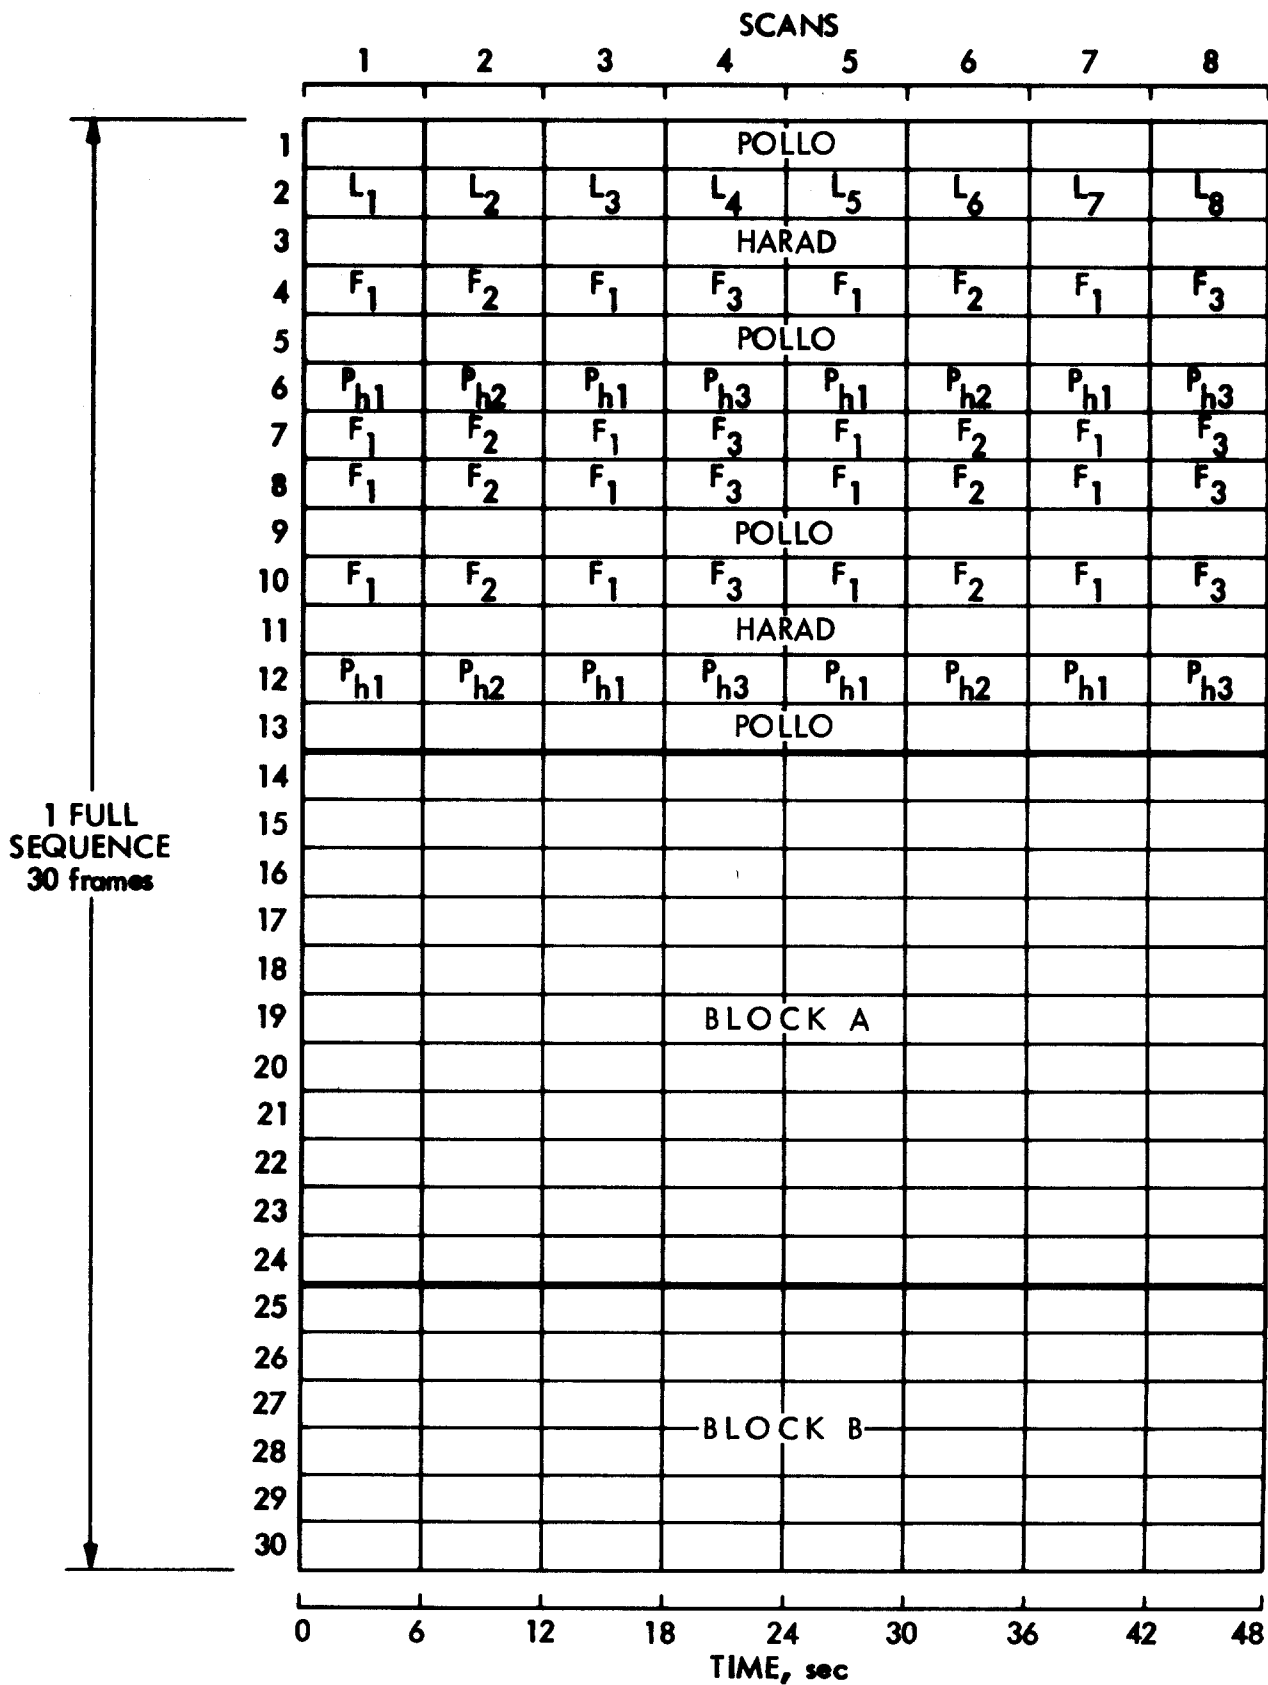 SCANS
1 2 3 4 5 6 7 8
1 POLLO
2 L1 L2 L3 L4 L5 L6 L7 L8
3 HARAD
4 F1 F2 F1 F3 F1 F2 F1 F3
5 POLLO
6 Ph1 Ph2 Ph1 Ph3 Ph1 Ph2 Ph1 Ph3
7 F1 F2 F1 F3 F1 F2 F1 F3
8 F1 F2 F1 F3 F1 F2 F1 F3
9 POLLO
10 F1 F2 F1 F3 F1 F2 F1 F3
11 HARAD
12 Ph1 Ph2 Ph1 Ph3 Ph1 Ph2 Ph1 Ph3
13 POLLO
14
1 FULL
SEQUENCE
30 frames
15
16
17
18
19 BLOCK A
20
21
22
23
24
25
26
27
BLOCK B
28
29
30
0 6 12 18 24 30 36 42 48
TIME, sec